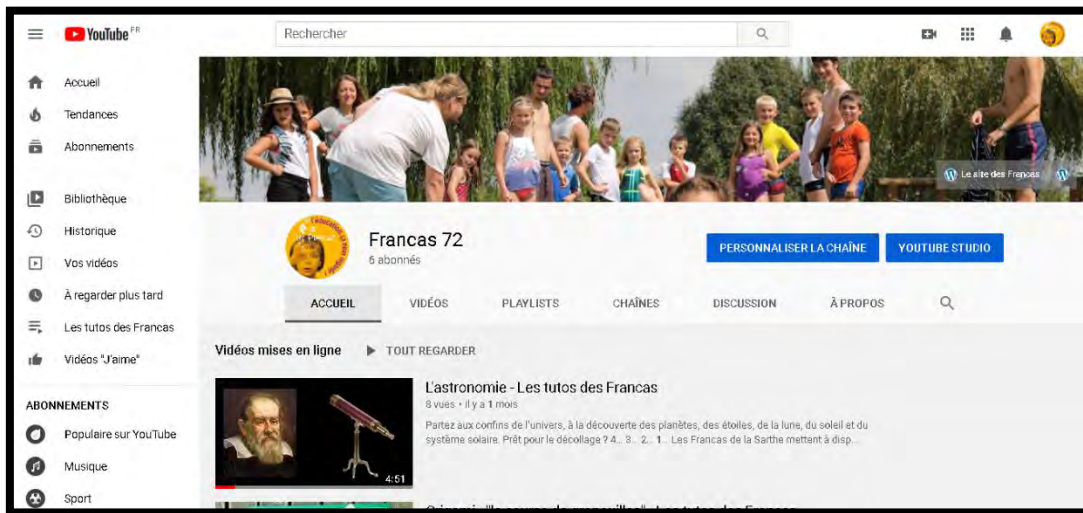 YouTube FR
Rechercher
Accueil
Tendances
Abonnements
Bibliothèque
Historique
Vos vidéos
À regarder plus tard
Les tutos des Francas
Vidéos "J'aime"
ABONNEMENTS
Populaire sur YouTube
Musique
Sport
Le site des Francas
Francas 72
6 abonnés
PERSONNALISER LA CHAÎNE
YOUTUBE STUDIO
ACCUEIL VIDÉOS PLAYLISTS CHAÎNES DISCUSSION À PROPOS
Vidéos mises en ligne TOUT REGARDER
4:51
L'astronomie - Les tutos des Francas
8 vues • il y a 1 mois
Partez aux confins de l'univers, à la découverte des planètes, des étoiles, de la lune, du soleil et du
système solaire. Prêt pour le décollage ? 4... 3... 2... 1... Les Francas de la Sarthe mettent à disp...